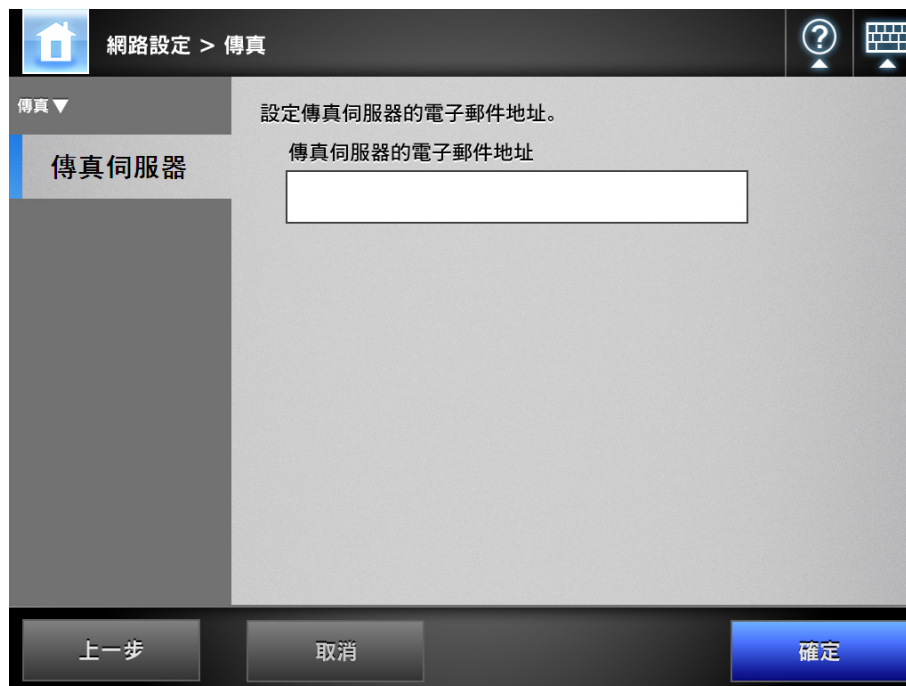 網路設定 > 傳真
傳真▼
傳真伺服器
設定傳真伺服器的電子郵件地址。
傳真伺服器的電子郵件地址
上一步
取消
確定